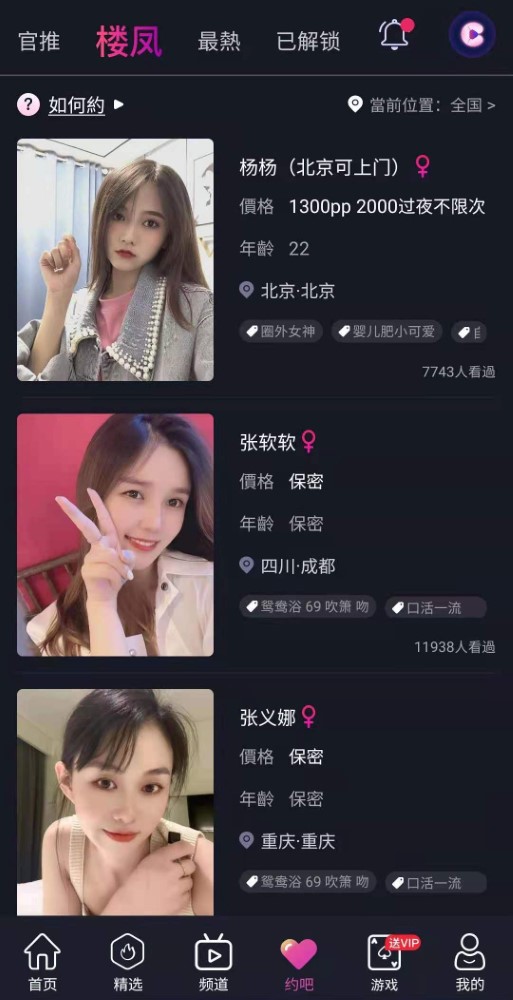 官推 楼凤 最熱 已解锁
? 如何約 當前位置：全国 >
杨杨（北京可上门）
價格 1300pp 2000过夜不限次
年齡 22
北京·北京
圈外女神 婴儿肥小可爱
7743人看過
张软软
價格 保密
年齡 保密
四川·成都
鸳鸯浴 69 吹箫 吻 口活一流
11938人看過
张义娜
價格 保密
年齡 保密
重庆·重庆
鸳鸯浴 69 吹箫 吻 口活一流
送VIP
首页 精选 频道 约吧 游戏 我的